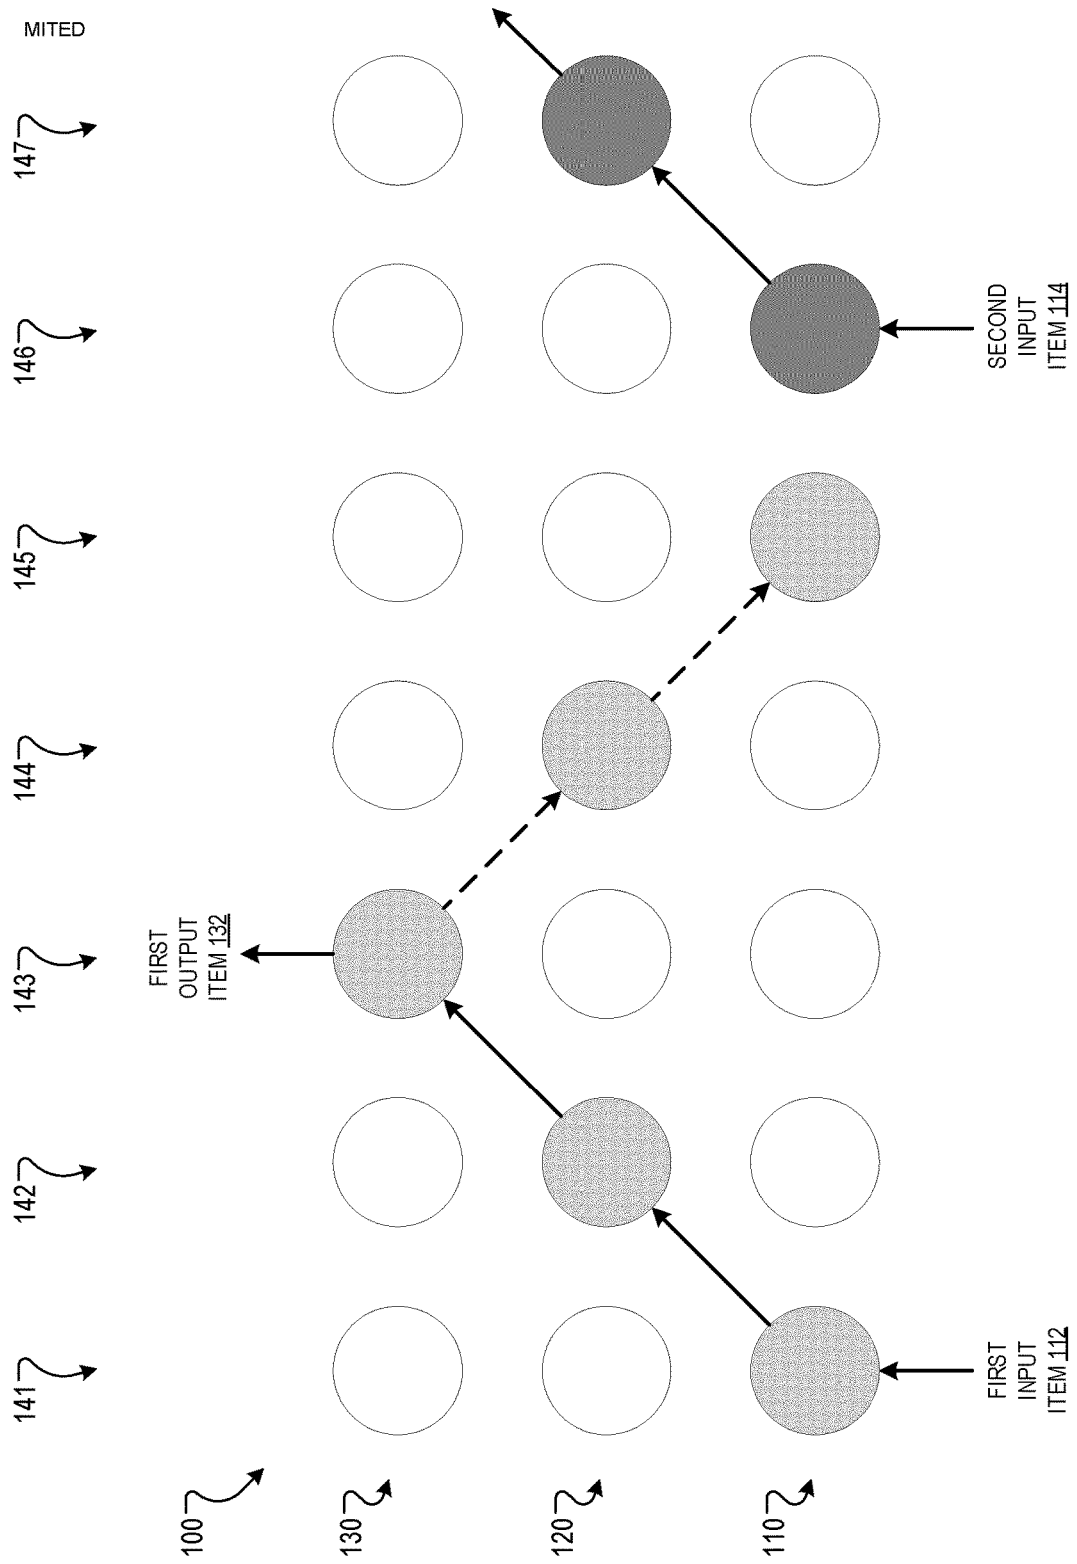 MITED
141
142
143
144
145
146
147
100
FIRST
OUTPUT
ITEM 132
130
120
110
FIRST
INPUT
ITEM 112
SECOND
INPUT
ITEM 114